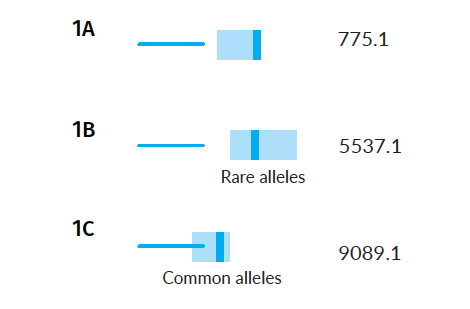 1A
775.1
1B
5537.1
Rare alleles
1C
9089.1
Common alleles